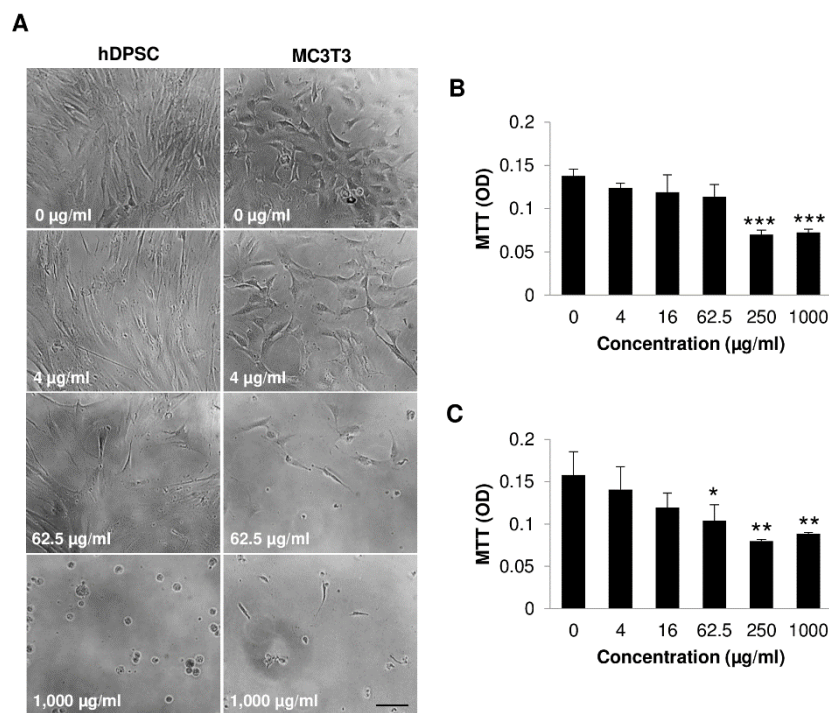 A
hDPSC
MC3T3
0 µg/ml
0 µg/ml
4 µg/ml
4 µg/ml
62.5 µg/ml
62.5 µg/ml
1,000 µg/ml
1,000 µg/ml
B
0.2
0.15
0.1
0.05
0
MTT (OD)
***
***
0 4 16 62.5 250 1000
Concentration (µg/ml)
C
0.2
0.15
0.1
0.05
0
MTT (OD)
*
**
**
0 4 16 62.5 250 1000
Concentration (µg/ml)